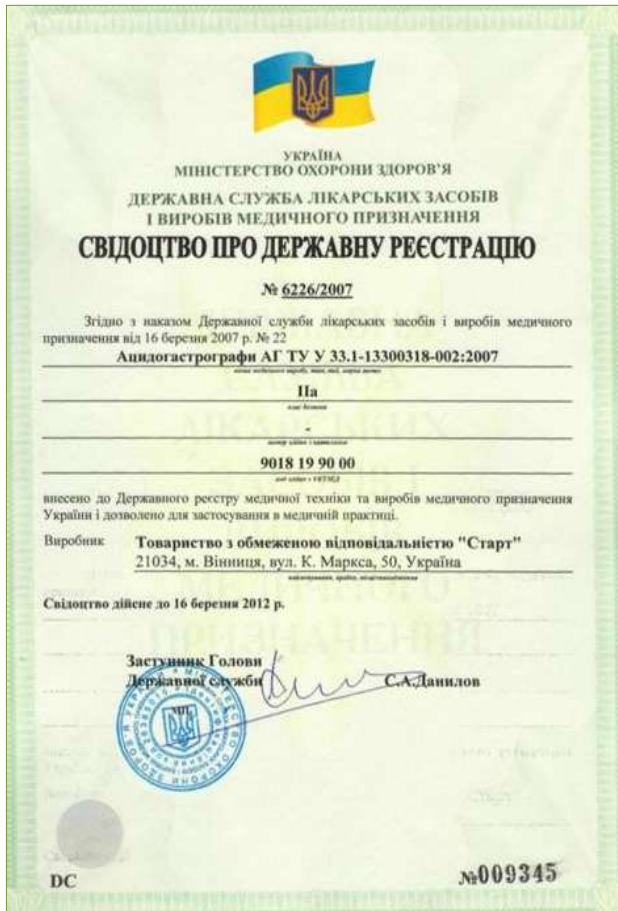 УКРАЇНА
МІНІСТЕРСТВО ОХОРОНИ ЗДОРОВ'Я
ДЕРЖАВНА СЛУЖБА ЛІКАРСЬКИХ ЗАСОБІВ
І ВИРОБІВ МЕДИЧНОГО ПРИЗНАЧЕННЯ
СВІДОЦТВО ПРО ДЕРЖАВНУ РЕЄСТРАЦІЮ
№ 6226/2007
Згідно з наказом Державної служби лікарських засобів і виробів медичного
призначення від 16 березня 2007 р. № 22
Ацидогастрографи АГ ТУ У 33.1-13300318-002:2007
ІІа
клас безпеки
-
9018 19 90 00
внесено до Державного реєстру медичної техніки та виробів медичного призначення
України і дозволено для застосування в медичній практиці.
Виробник Товариство з обмеженою відповідальністю "Старт"
21034, м. Вінниця, вул. К. Маркса, 50, Україна
Свідоцтво дійсне до 16 березня 2012 р.
Заступник Голови
Державної служби С.А.Данилов
МП
DC
№009345